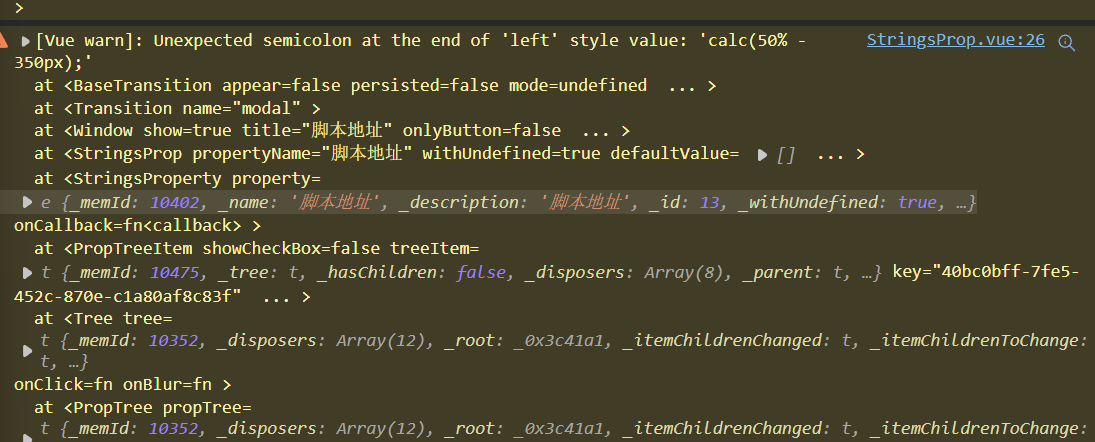 >
▶[Vue warn]: Unexpected semicolon at the end of 'left' style value: 'calc(50% - StringsProp.vue:26
350px);'
at <BaseTransition appear=false persisted=false mode=undefined ... >
at <Transition name="modal" >
at <Window show=true title="脚本地址" onlyButton=false ... >
at <StringsProp propertyName="脚本地址" withUndefined=true defaultValue= ▶ [] ... >
at <StringsProperty property=
▶ e {_memId: 10402, _name: '脚本地址', _description: '脚本地址', _id: 13, _withUndefined: true, …}
onCallback=fn<callback> >
at <PropTreeItem showCheckBox=false treeItem=
▶ t {_memId: 10475, _tree: t, _hasChildren: false, _disposers: Array(8), _parent: t, …} key="40bc0bff-7fe5-
452c-870e-c1a80af8c83f" ... >
at <Tree tree=
▶ t {_memId: 10352, _disposers: Array(12), _root: _0x3c41a1, _itemChildrenChanged: t, _itemChildrenToChange:
t, …}
onClick=fn onBlur=fn >
at <PropTree propTree=
▶ t {_memId: 10352, _disposers: Array(12), _root: _0x3c41a1, _itemChildrenChanged: t, _itemChildrenToChange: